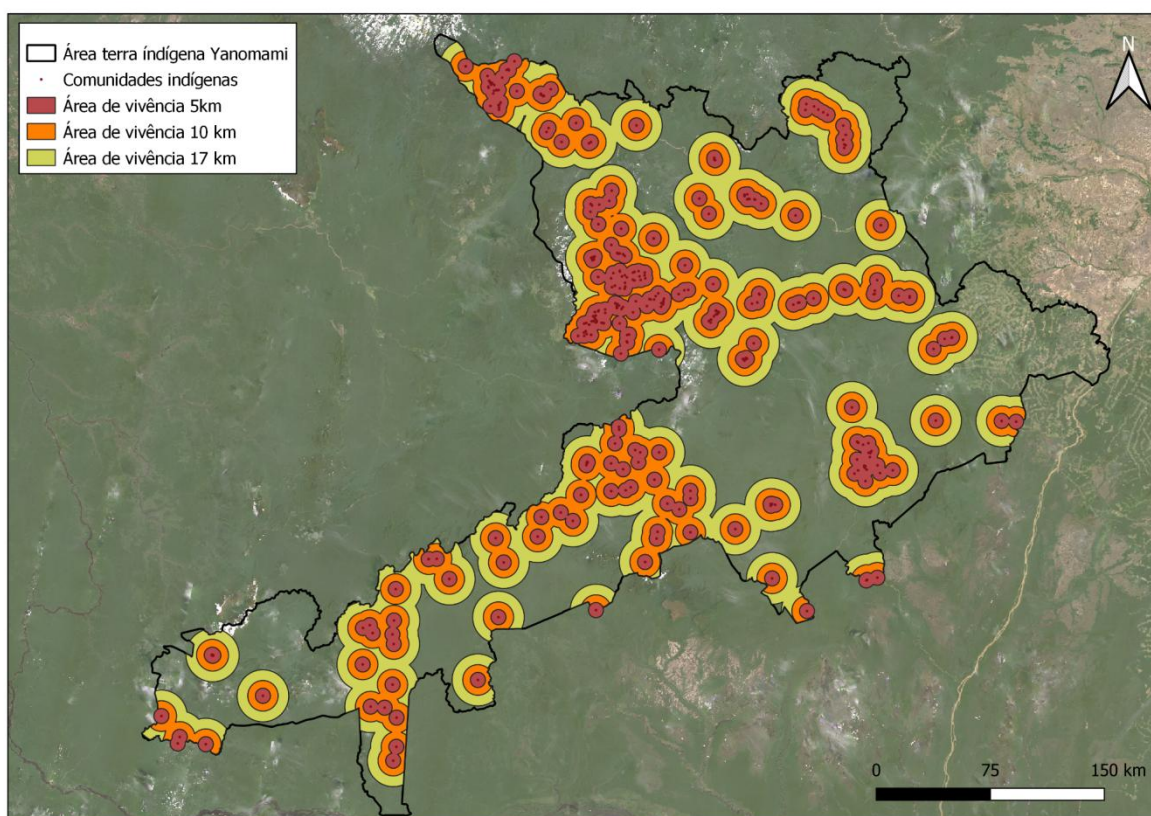 Área terra índígena Yanomami
Comunidades indígenas
Área de vivência 5km
Área de vivência 10 km
Área de vivência 17 km
N
0 75 150 km